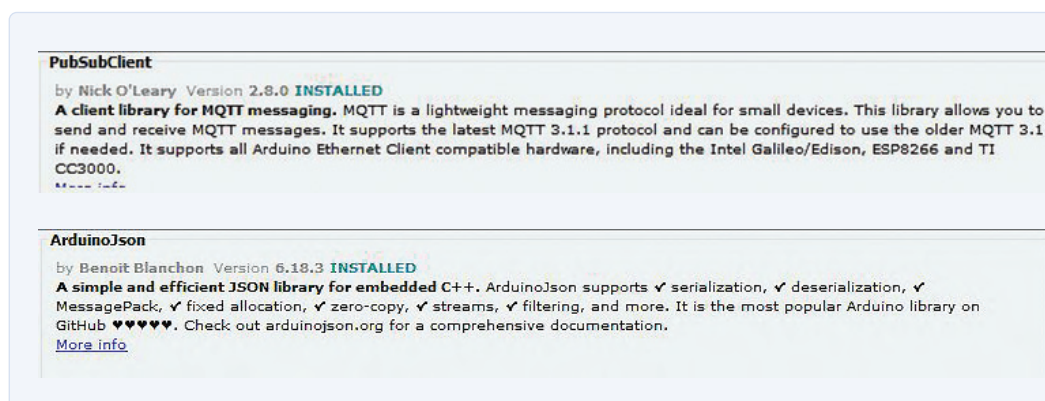 PubSubClient
by Nick O'Leary Version 2.8.0 INSTALLED
A client library for MQTT messaging. MQTT is a lightweight messaging protocol ideal for small devices. This library allows you to
send and receive MQTT messages. It supports the latest MQTT 3.1.1 protocol and can be configured to use the older MQTT 3.1
if needed. It supports all Arduino Ethernet Client compatible hardware, including the Intel Galileo/Edison, ESP8266 and TI
CC3000.
More info
ArduinoJson
by Benoit Blanchon Version 6.18.3 INSTALLED
A simple and efficient JSON library for embedded C++. ArduinoJson supports ✔ serialization, ✔ deserialization, ✔
MessagePack, ✔ fixed allocation, ✔ zero-copy, ✔ streams, ✔ filtering, and more. It is the most popular Arduino library on
GitHub ♥♥♥♥♥. Check out arduinojson.org for a comprehensive documentation.
More info